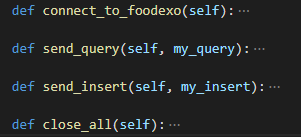 def connect_to_foodexo(self):···
def send_query(self, my_query):···
def send_insert(self, my_insert):···
def close_all(self):···